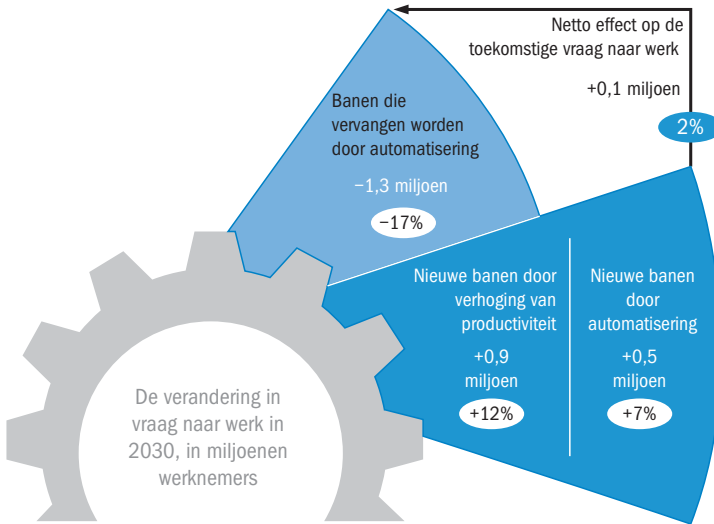 Netto effect op de
toekomstige vraag naar werk
+0,1 miljoen
2%
Banen die
vervangen worden
door automatisering
−1,3 miljoen
−17%
Nieuwe banen door
verhoging van
productiviteit
+0,9
miljoen
+12%
Nieuwe banen
door
automatisering
+0,5
miljoen
+7%
De verandering in
vraag naar werk in
2030, in miljoenen
werknemers